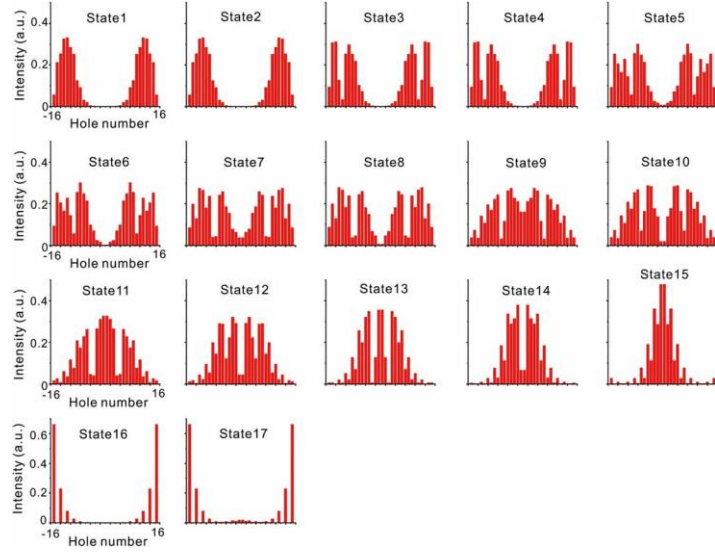 State1
State2
State3
State4
State5
Intensity (a.u.)
0.4
0.2
0
-16
16
Hole number
State6
State7
State8
State9
State10
Intensity (a.u.)
0.4
0.2
0
-16
16
Hole number
State11
State12
State13
State14
State15
Intensity (a.u.)
0.4
0.2
0
-16
16
Hole number
State16
State17
Intensity (a.u.)
0.6
0.4
0.2
0
-16
16
Hole number